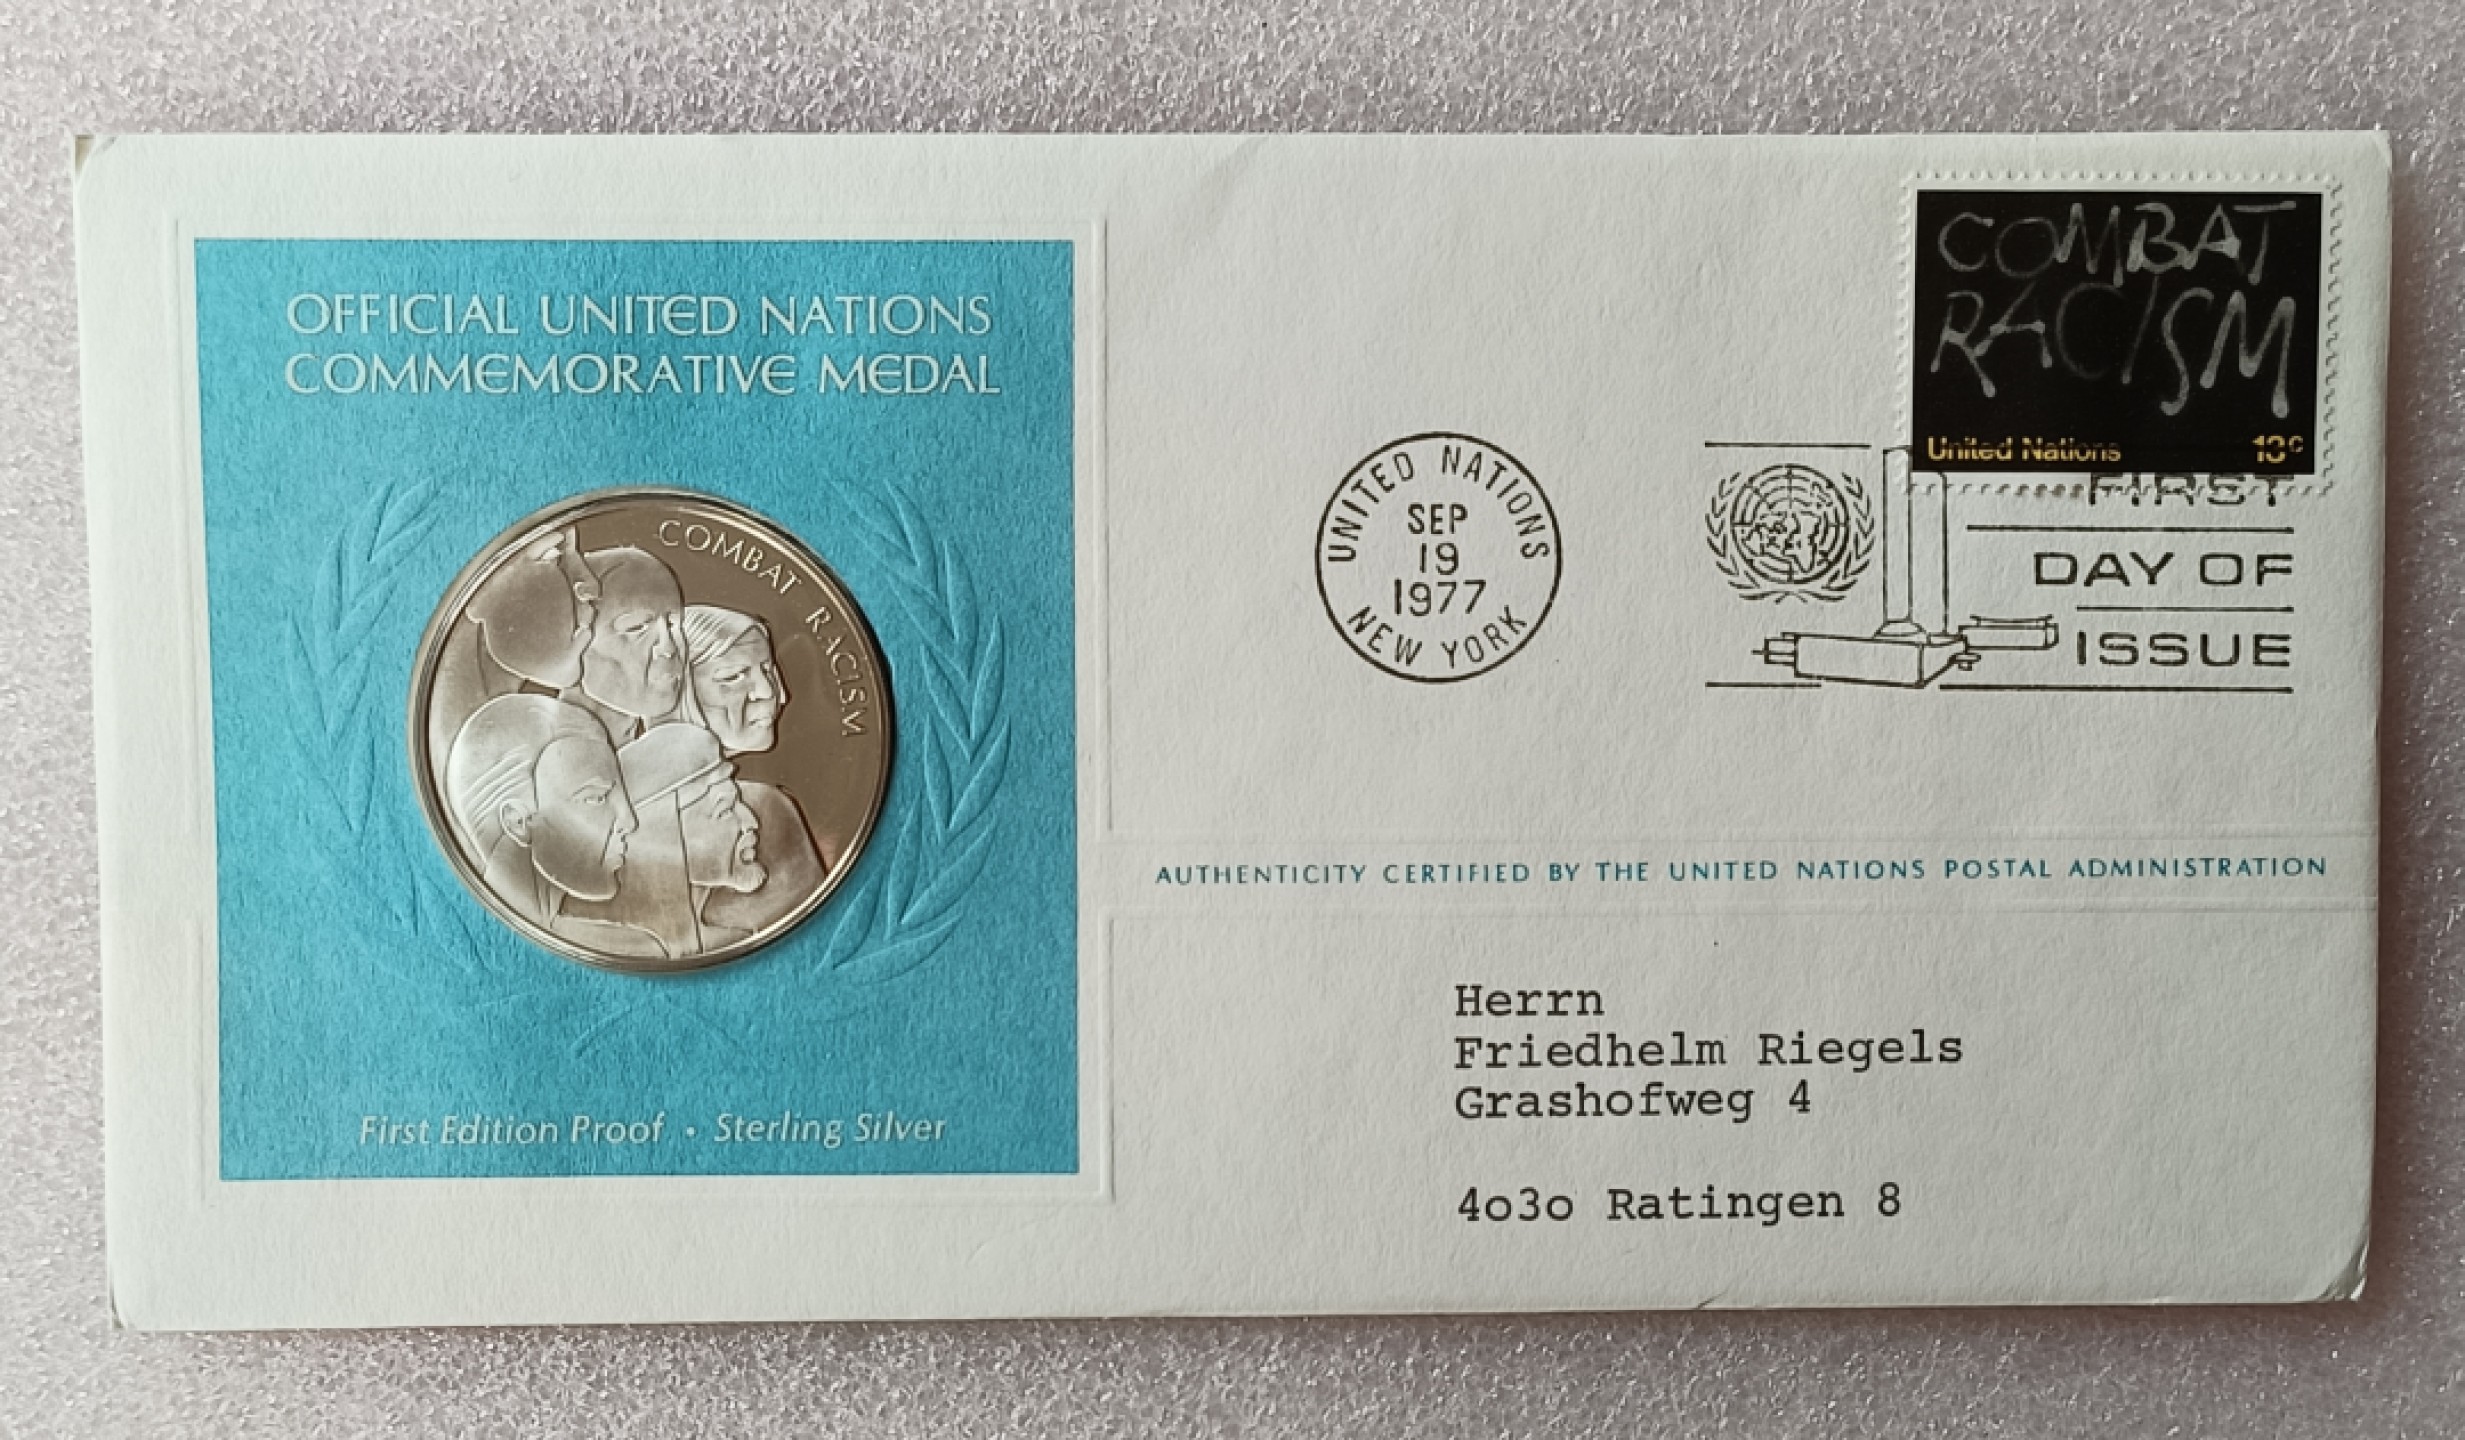 OFFICIAL UNITED NATIONS
COMMEMORATIVE MEDAL
COMBAT RACISM
First Edition Proof • Sterling Silver
COMBAT
RACISM
United Nations 13c
UNITED NATIONS
SEP
19
1977
NEW YORK
FIRST
DAY OF
ISSUE
AUTHENTICITY CERTIFIED BY THE UNITED NATIONS POSTAL ADMINISTRATION
Herrn
Friedhelm Riegels
Grashofweg 4
4o3o Ratingen 8